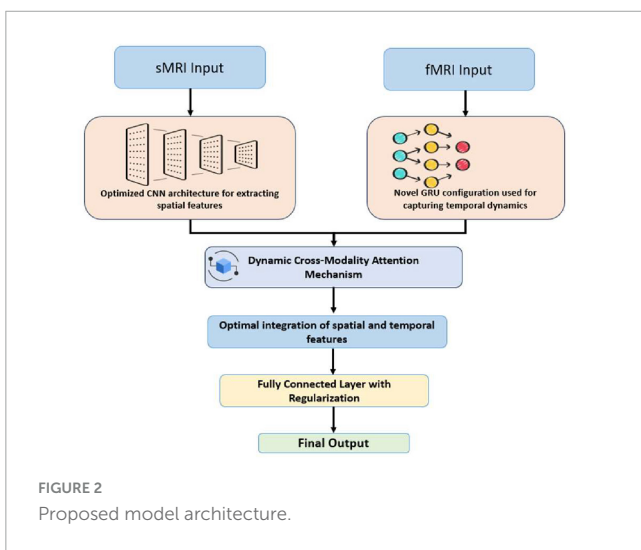 sMRI Input
fMRI Input
Optimized CNN architecture for extracting
spatial features
Novel GRU configuration used for
capturing temporal dynamics
Dynamic Cross-Modality Attention
Mechanism
Optimal integration of spatial and temporal
features
Fully Connected Layer with
Regularization
Final Output
FIGURE 2
Proposed model architecture.